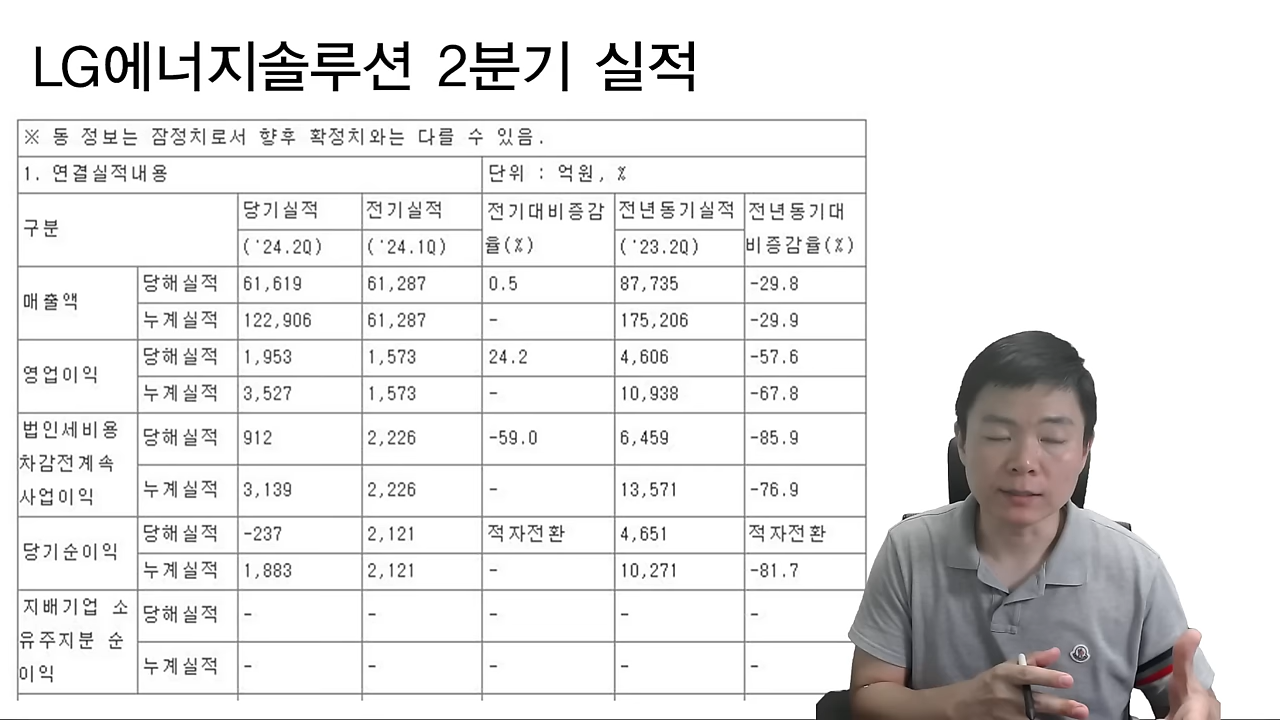 LG에너지솔루션 2분기 실적
※ 동 정보는 잠정치로서 향후 확정치와는 다를 수 있음.
1. 연결실적내용 단위 : 억원, %
구분 당기실적 전기실적 전기대비증감 전년동기실적 전년동기대
('24.2Q) ('24.1Q) 율(%) ('23.2Q) 비증감율(%)
매출액 당해실적 61,619 61,287 0.5 87,735 -29.8
누계실적 122,906 61,287 - 175,206 -29.9
영업이익 당해실적 1,953 1,573 24.2 4,606 -57.6
누계실적 3,527 1,573 - 10,938 -67.8
법인세비용
차감전계속
사업이익
당해실적 912 2,226 -59.0 6,459 -85.9
누계실적 3,139 2,226 - 13,571 -76.9
당기순이익 당해실적 -237 2,121 적자전환 4,651 적자전환
누계실적 1,883 2,121 - 10,271 -81.7
지배기업 소
유주지분 순
이익
당해실적 - - - - -
누계실적 - - - - -